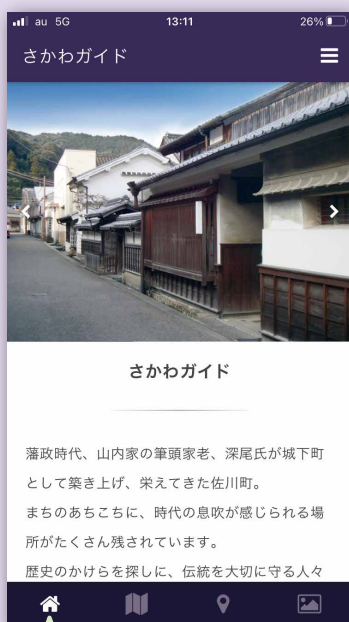 au 5G 13:11 26%
さかわガイド
さかわガイド
藩政時代、山内家の筆頭家老、深尾氏が城下町
として築き上げ、栄えてきた佐川町。
まちのあちこちに、時代の息吹が感じられる場
所がたくさん残されています。
歴史のかけらを探しに、伝統を大切に守る人々